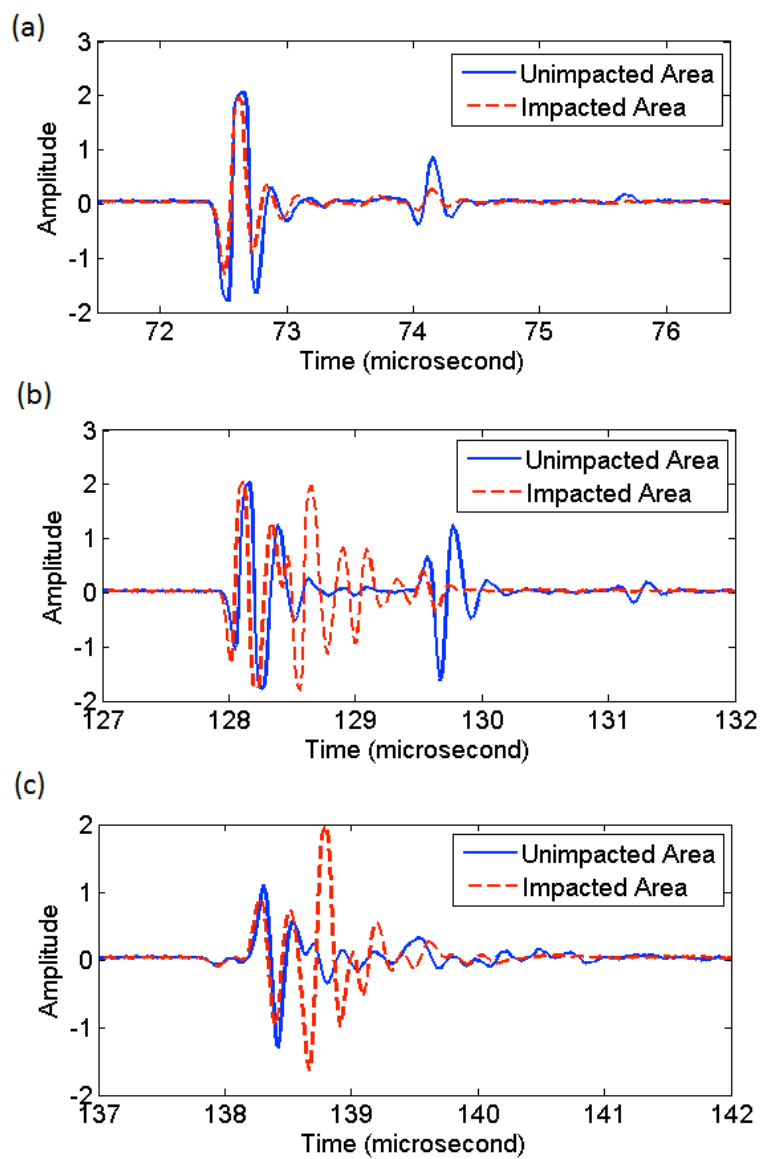 (a)
3
2
1
0
-1
-2
Amplitude
Unimpacted Area
Impacted Area
72 73 74 75 76
Time (microsecond)
(b)
3
2
1
0
-1
-2
Amplitude
Unimpacted Area
Impacted Area
127 128 129 130 131 132
Time (microsecond)
(c)
2
1
0
-1
-2
Amplitude
Unimpacted Area
Impacted Area
137 138 139 140 141 142
Time (microsecond)